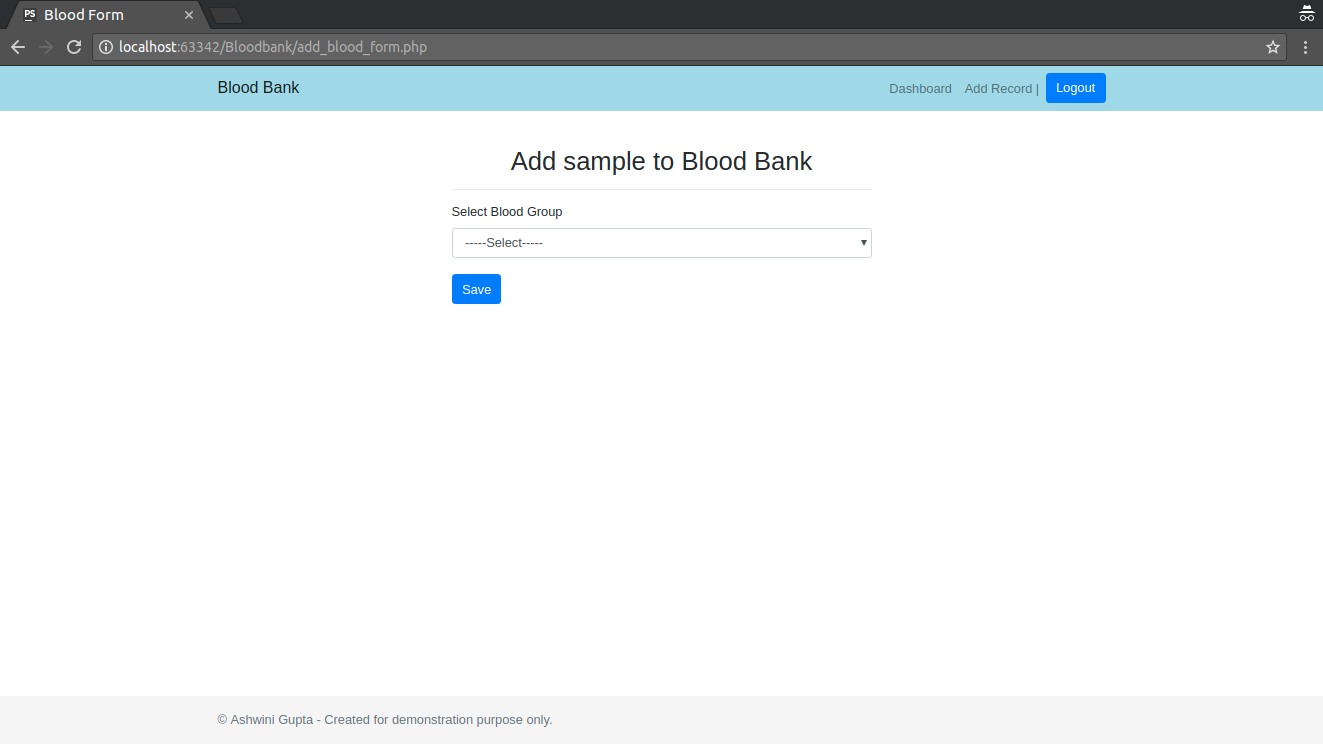 PS Blood Form
localhost:63342/Bloodbank/add_blood_form.php
Blood Bank Dashboard Add Record | Logout
Add sample to Blood Bank
Select Blood Group
-----Select-----
Save
© Ashwini Gupta - Created for demonstration purpose only.